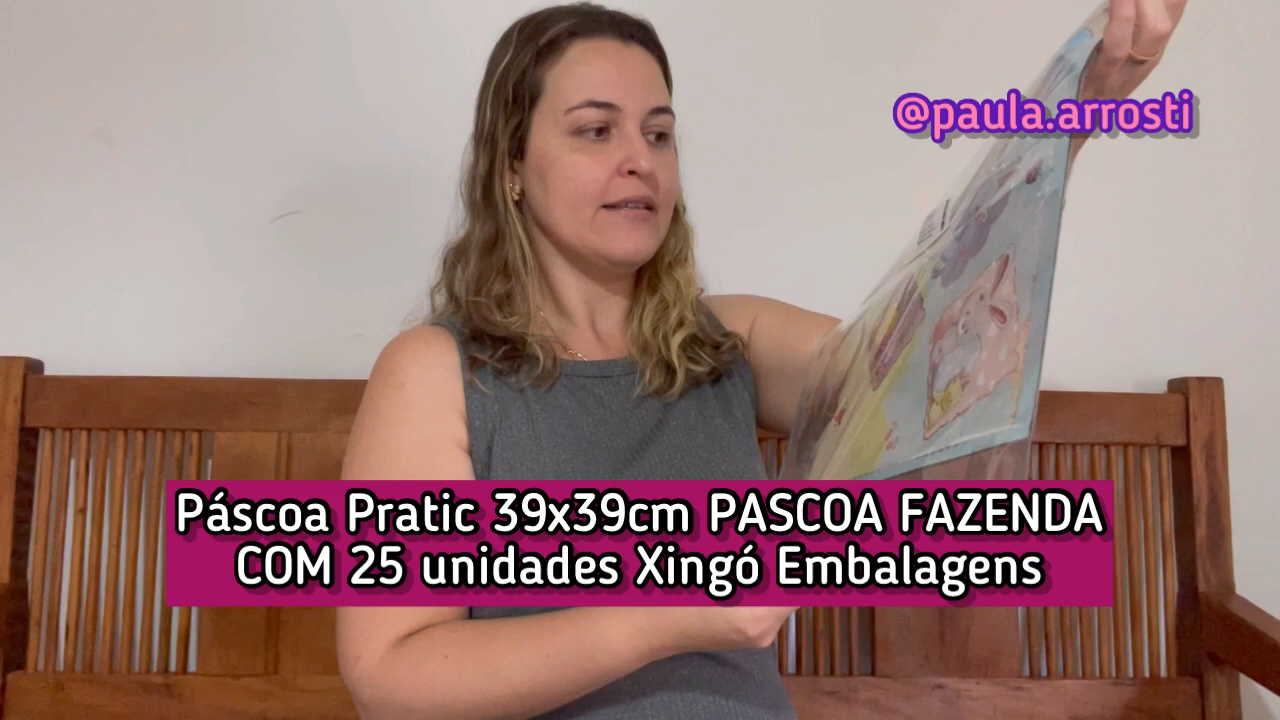 @paula.arrosti
Páscoa Pratic 39x39cm PASCOA FAZENDA
COM 25 unidades Xingó Embalagens